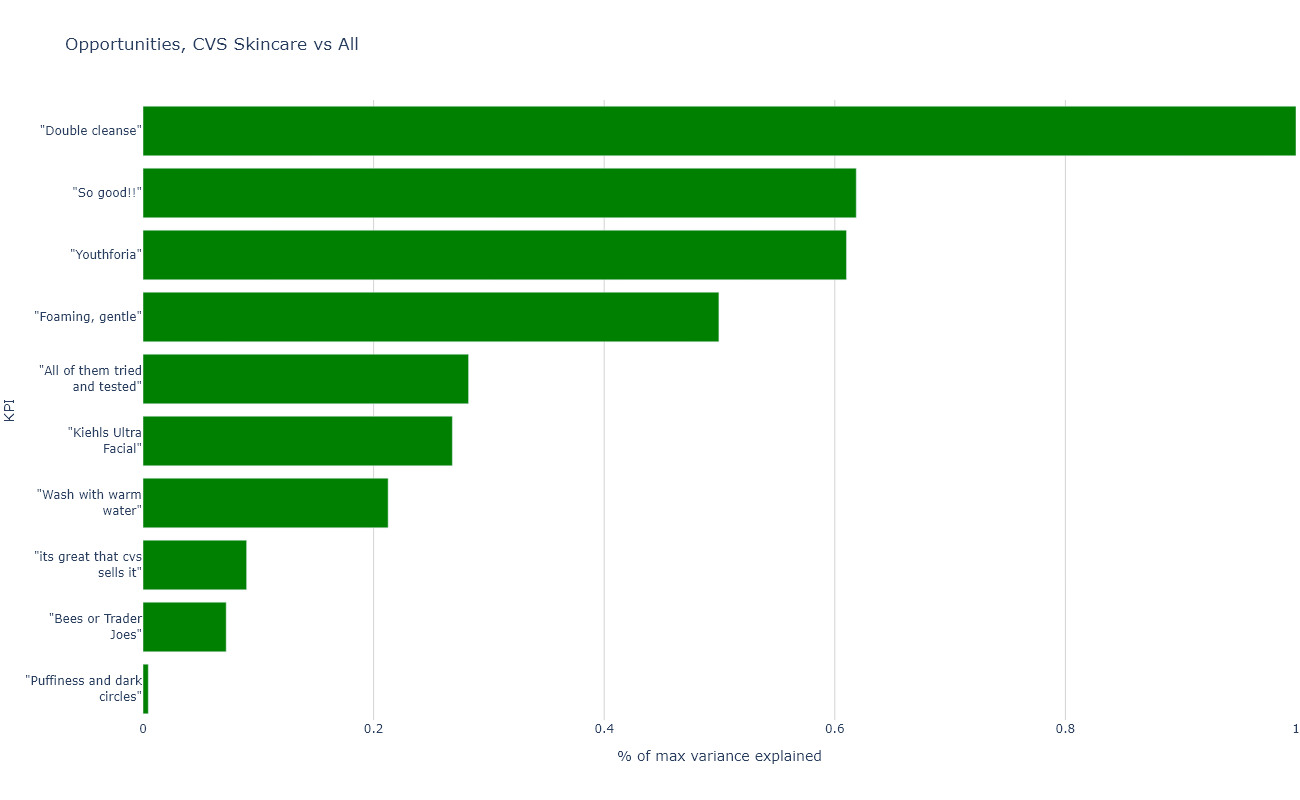 Opportunities, CVS Skincare vs All
"Double cleanse"
"So good!!"
"Youthforia"
"Foaming, gentle"
"All of them tried
and tested"
"Kiehls Ultra
Facial"
"Wash with warm
water"
"its great that cvs
sells it"
"Bees or Trader
Joes"
"Puffiness and dark
circles"
KPI
0 0.2 0.4 0.6 0.8 1
% of max variance explained